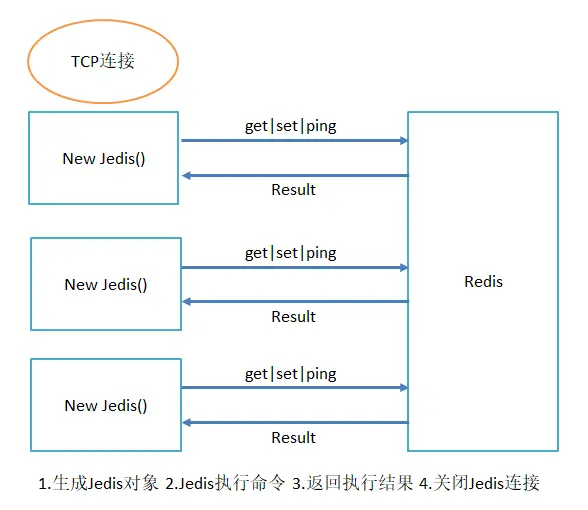 TCP连接
New Jedis()
get|set|ping
Result
New Jedis()
get|set|ping
Result
Redis
New Jedis()
get|set|ping
Result
1.生成Jedis对象 2.Jedis执行命令 3.返回执行结果 4.关闭Jedis连接